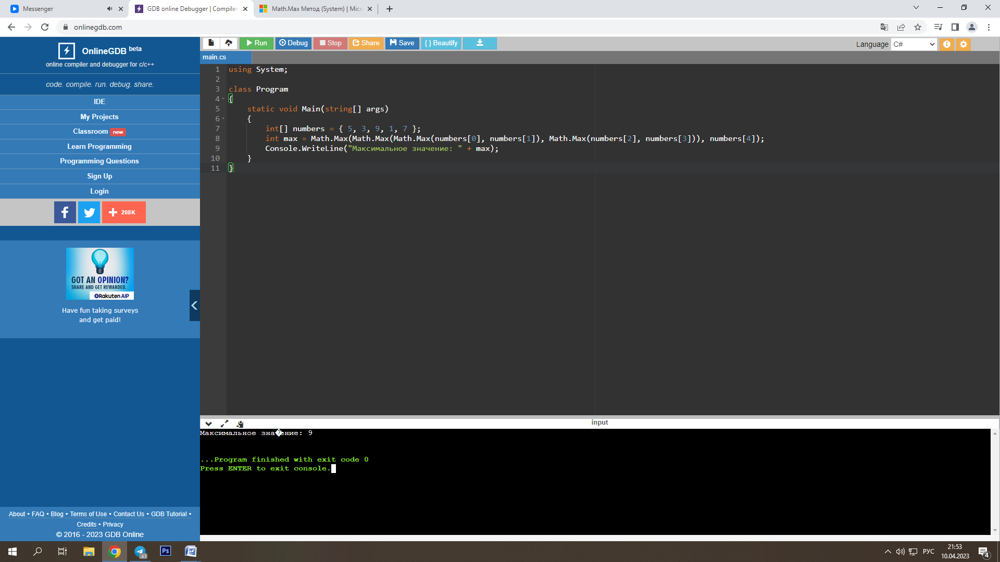 Messenger
GDB online Debugger | Compiler
Math.Max Метод (System) | Micr
onlinegdb.com
OnlineGDB beta
online compiler and debugger for c/c++
code. compile. run. debug. share.
IDE
My Projects
Classroom new
Learn Programming
Programming Questions
Sign Up
Login
208K
GOT AN OPINION?
SHARE AND GET REWARDED.
Rakuten AIP
Have fun taking surveys
and get paid!
About • FAQ • Blog • Terms of Use • Contact Us • GDB Tutorial •
Credits • Privacy
© 2016 - 2023 GDB Online
Run Debug Stop Share Save { } Beautify
Language C#
main.cs
1 using System;
2
3 class Program
4 {
5 static void Main(string[] args)
6 {
7 int[] numbers = { 5, 3, 9, 1, 7 };
8 int max = Math.Max(Math.Max(Math.Max(numbers[0], numbers[1]), Math.Max(numbers[2], numbers[3])), numbers[4]);
9 Console.WriteLine("Максимальное значение: " + max);
10 }
11 }
input
Максимальное зна�ение: 9
...Program finished with exit code 0
Press ENTER to exit console.
.65
Ps
РУС
21:53
10.04.2023
4